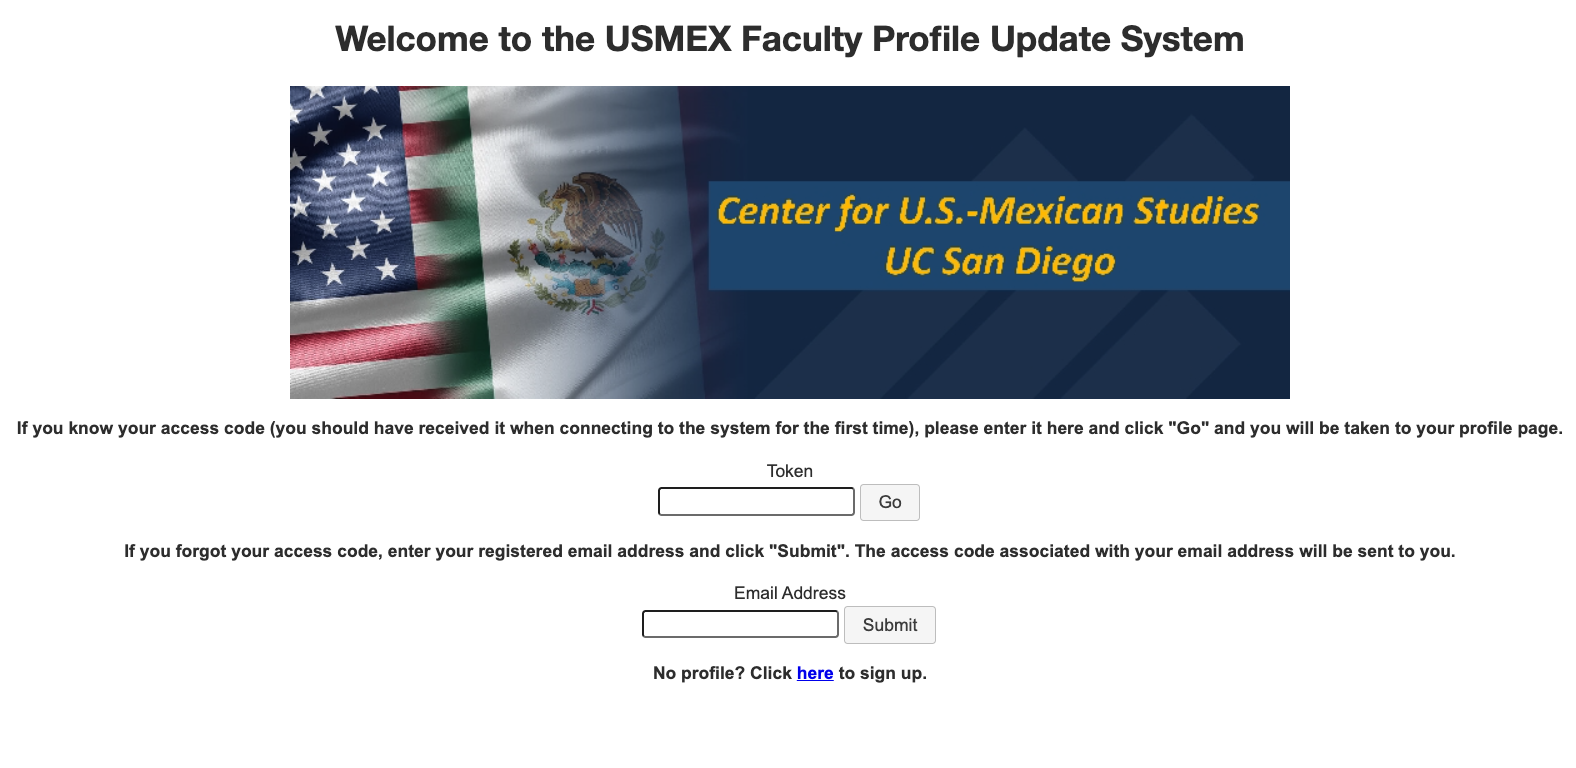 Welcome to the USMEX Faculty Profile Update System
Center for U.S.-Mexican Studies
UC San Diego
If you know your access code (you should have received it when connecting to the system for the first time), please enter it here and click "Go" and you will be taken to your profile page.
Token
Go
If you forgot your access code, enter your registered email address and click "Submit". The access code associated with your email address will be sent to you.
Email Address
Submit
No profile? Click here to sign up.